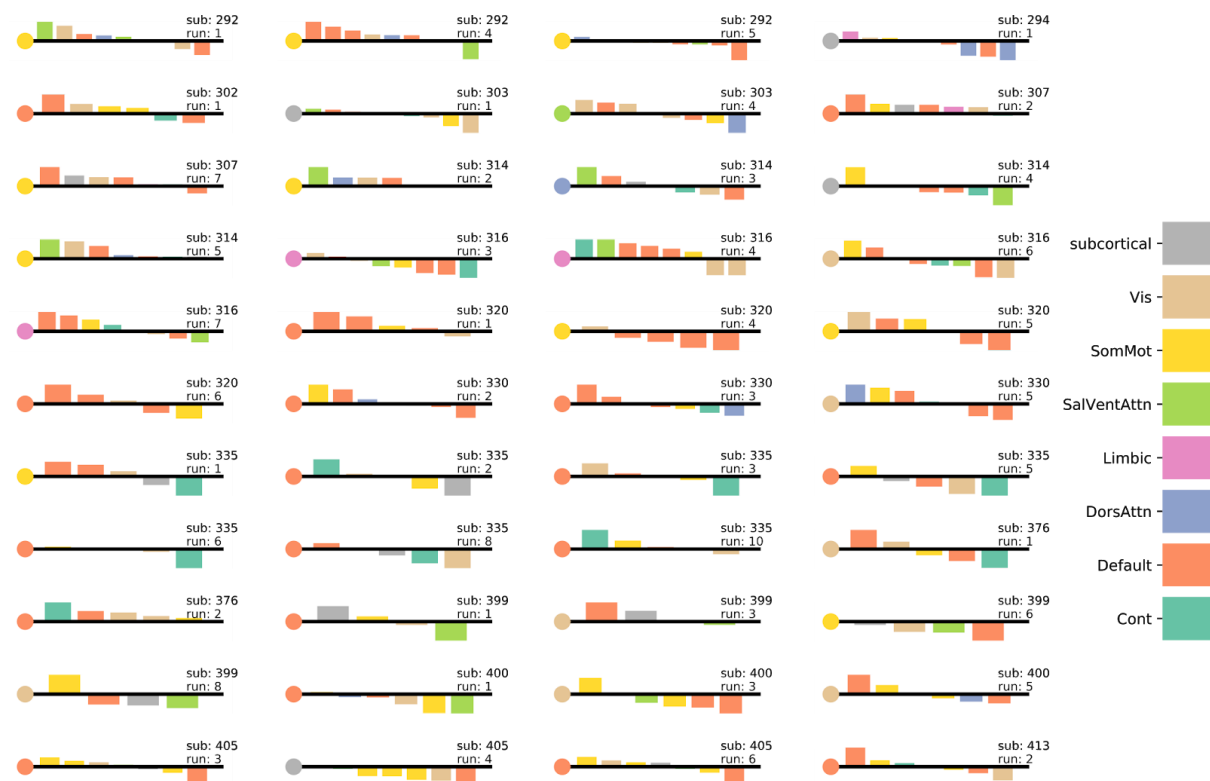 sub: 292
run: 1
sub: 292
run: 4
sub: 292
run: 5
sub: 294
run: 1
sub: 302
run: 1
sub: 303
run: 1
sub: 303
run: 4
sub: 307
run: 2
sub: 307
run: 7
sub: 314
run: 2
sub: 314
run: 3
sub: 314
run: 4
sub: 314
run: 5
sub: 316
run: 3
sub: 316
run: 4
sub: 316
run: 6
sub: 316
run: 7
sub: 320
run: 1
sub: 320
run: 4
sub: 320
run: 5
sub: 320
run: 6
sub: 330
run: 2
sub: 330
run: 3
sub: 330
run: 5
sub: 335
run: 1
sub: 335
run: 2
sub: 335
run: 3
sub: 335
run: 5
sub: 335
run: 6
sub: 335
run: 8
sub: 335
run: 10
sub: 376
run: 1
sub: 376
run: 2
sub: 399
run: 1
sub: 399
run: 3
sub: 399
run: 6
sub: 399
run: 8
sub: 400
run: 1
sub: 400
run: 3
sub: 400
run: 5
sub: 405
run: 3
sub: 405
run: 4
sub: 405
run: 6
sub: 413
run: 2
subcortical
Vis
SomMot
SalVentAttn
Limbic
DorsAttn
Default
Cont